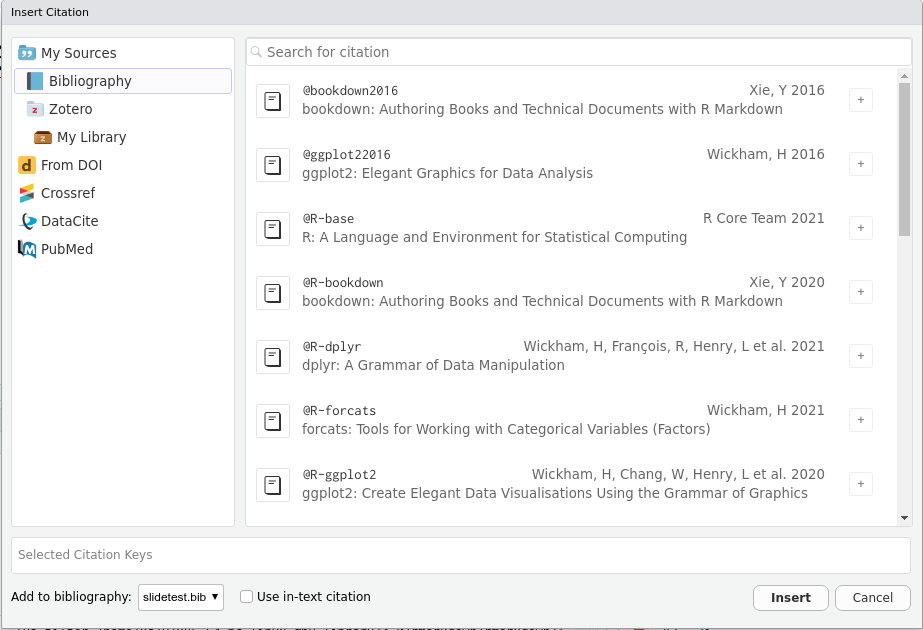 Insert Citation
My Sources
Bibliography
Zotero
My Library
From DOI
Crossref
DataCite
PubMed
Search for citation
@bookdown2016 Xie, Y 2016
bookdown: Authoring Books and Technical Documents with R Markdown
+
@ggplot22016 Wickham, H 2016
ggplot2: Elegant Graphics for Data Analysis
+
@R-base R Core Team 2021
R: A Language and Environment for Statistical Computing
+
@R-bookdown Xie, Y 2020
bookdown: Authoring Books and Technical Documents with R Markdown
+
@R-dplyr Wickham, H, François, R, Henry, L et al. 2021
dplyr: A Grammar of Data Manipulation
+
@R-forcats Wickham, H 2021
forcats: Tools for Working with Categorical Variables (Factors)
+
@R-ggplot2 Wickham, H, Chang, W, Henry, L et al. 2020
ggplot2: Create Elegant Data Visualisations Using the Grammar of Graphics
+
Selected Citation Keys
Add to bibliography: slidetest.bib Use in-text citation Insert Cancel